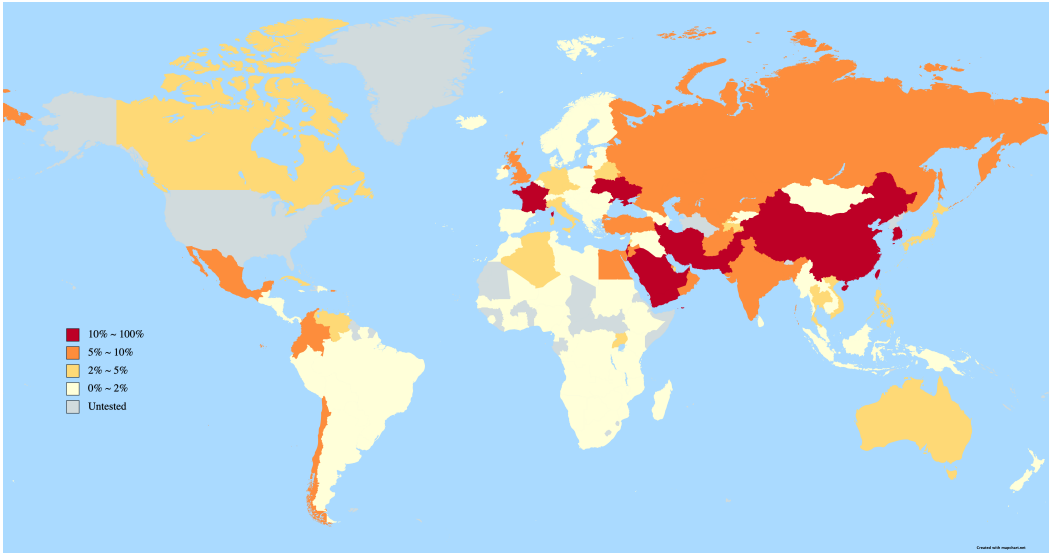 10% ~ 100%
5% ~ 10%
2% ~ 5%
0% ~ 2%
Untested
Created with mapchart.net